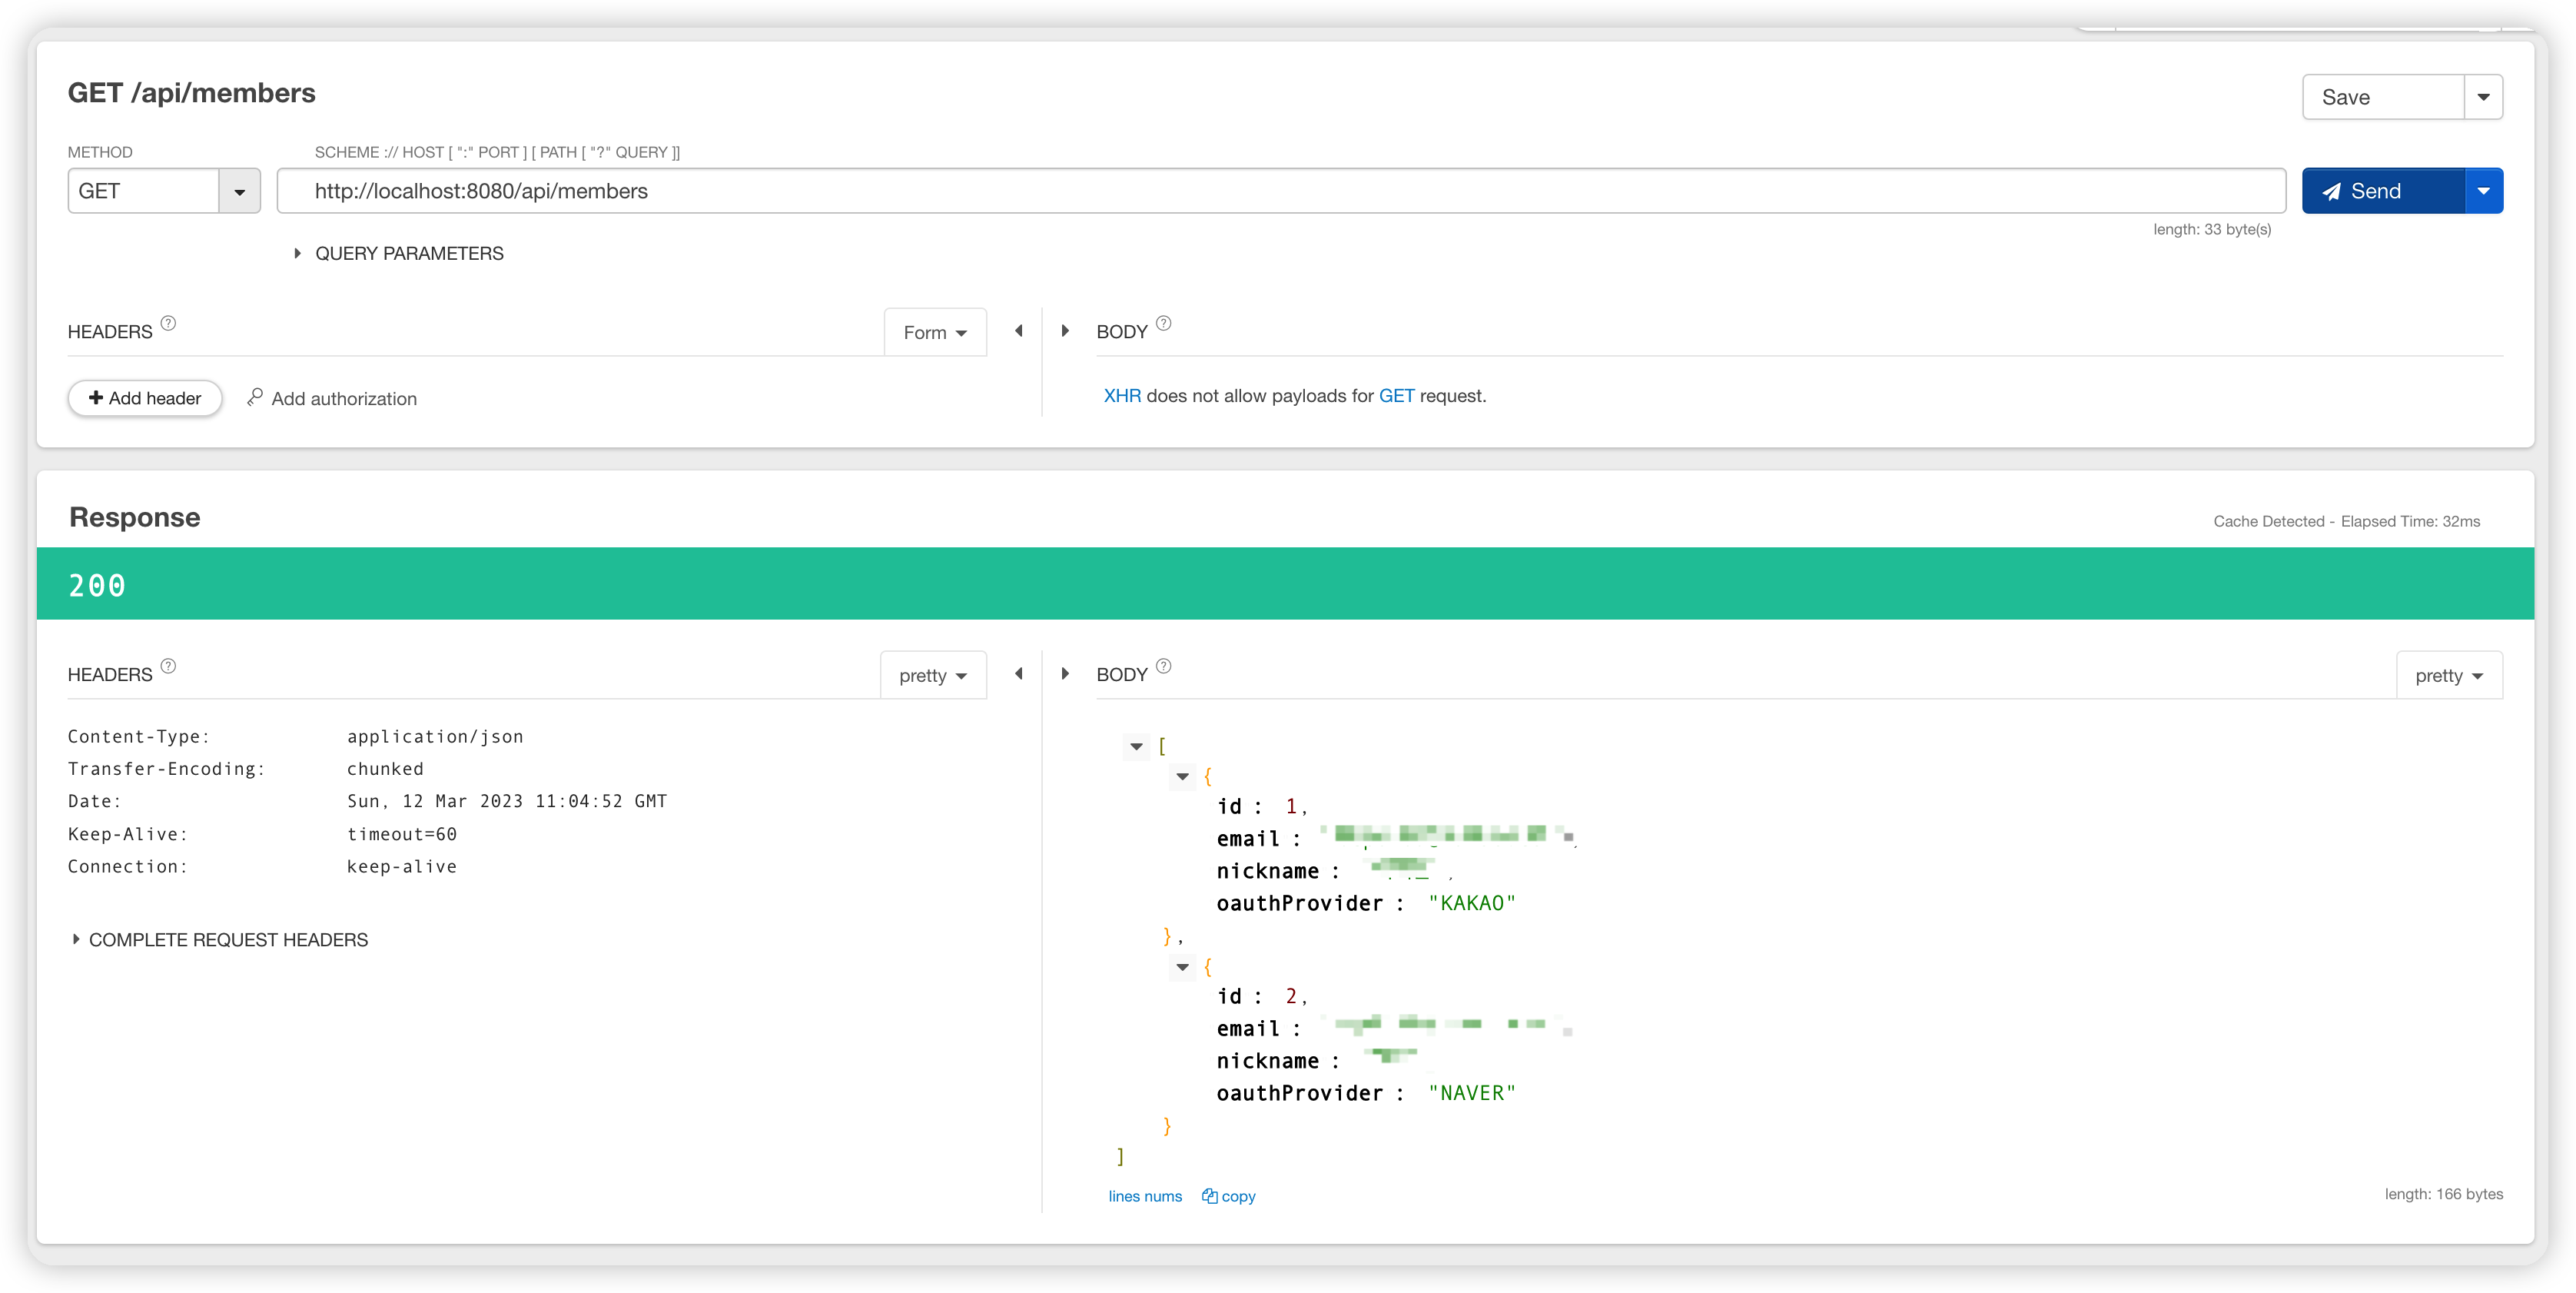 GET /api/members
Save
METHOD
SCHEME :// HOST [ ":" PORT ] [ PATH [ "?" QUERY ]]
GET
http://localhost:8080/api/members
Send
length: 33 byte(s)
QUERY PARAMETERS
HEADERS ?
Form
BODY ?
Add header
Add authorization
XHR does not allow payloads for GET request.
Response
Cache Detected - Elapsed Time: 32ms
200
HEADERS ?
pretty
BODY ?
pretty
Content-Type: application/json
Transfer-Encoding: chunked
Date: Sun, 12 Mar 2023 11:04:52 GMT
Keep-Alive: timeout=60
Connection: keep-alive
COMPLETE REQUEST HEADERS
[
{
id : 1,
email :
nickname :
oauthProvider : "KAKAO"
},
{
id : 2,
email :
nickname :
oauthProvider : "NAVER"
}
]
lines nums
copy
length: 166 bytes